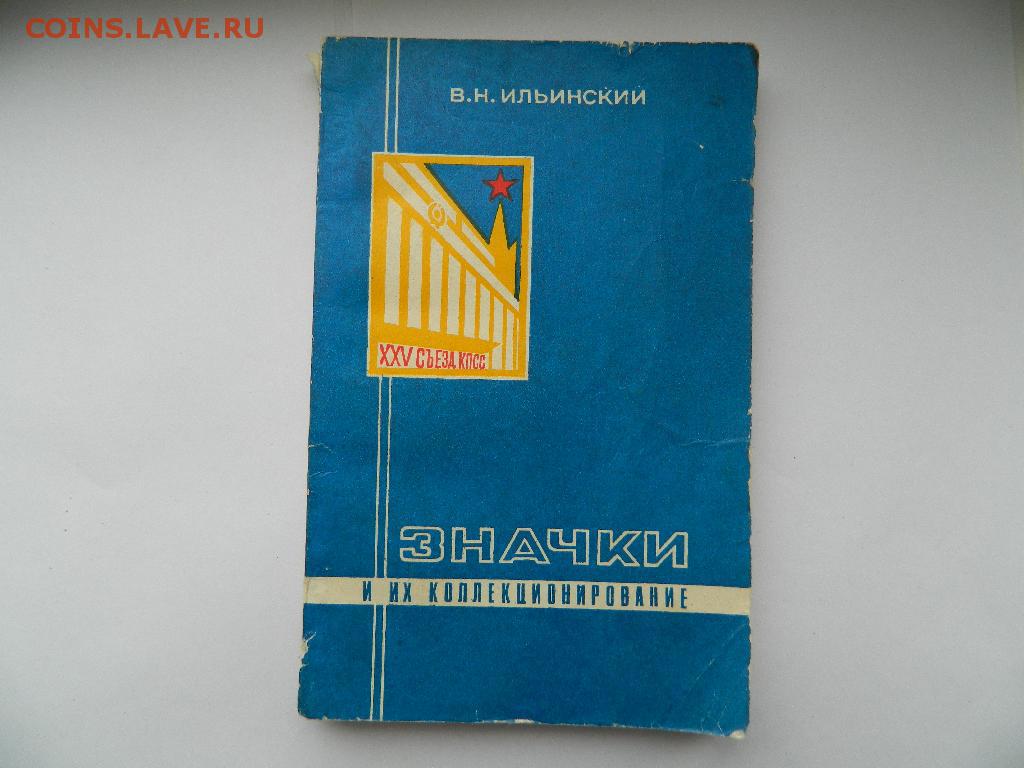 COINS.LAVE.RU
В.Н. ИЛЬИНСКИЙ
XXV СЪЕЗД КПСС
ЗНАЧКИ
И ИХ КОЛЛЕКЦИОНИРОВАНИЕ